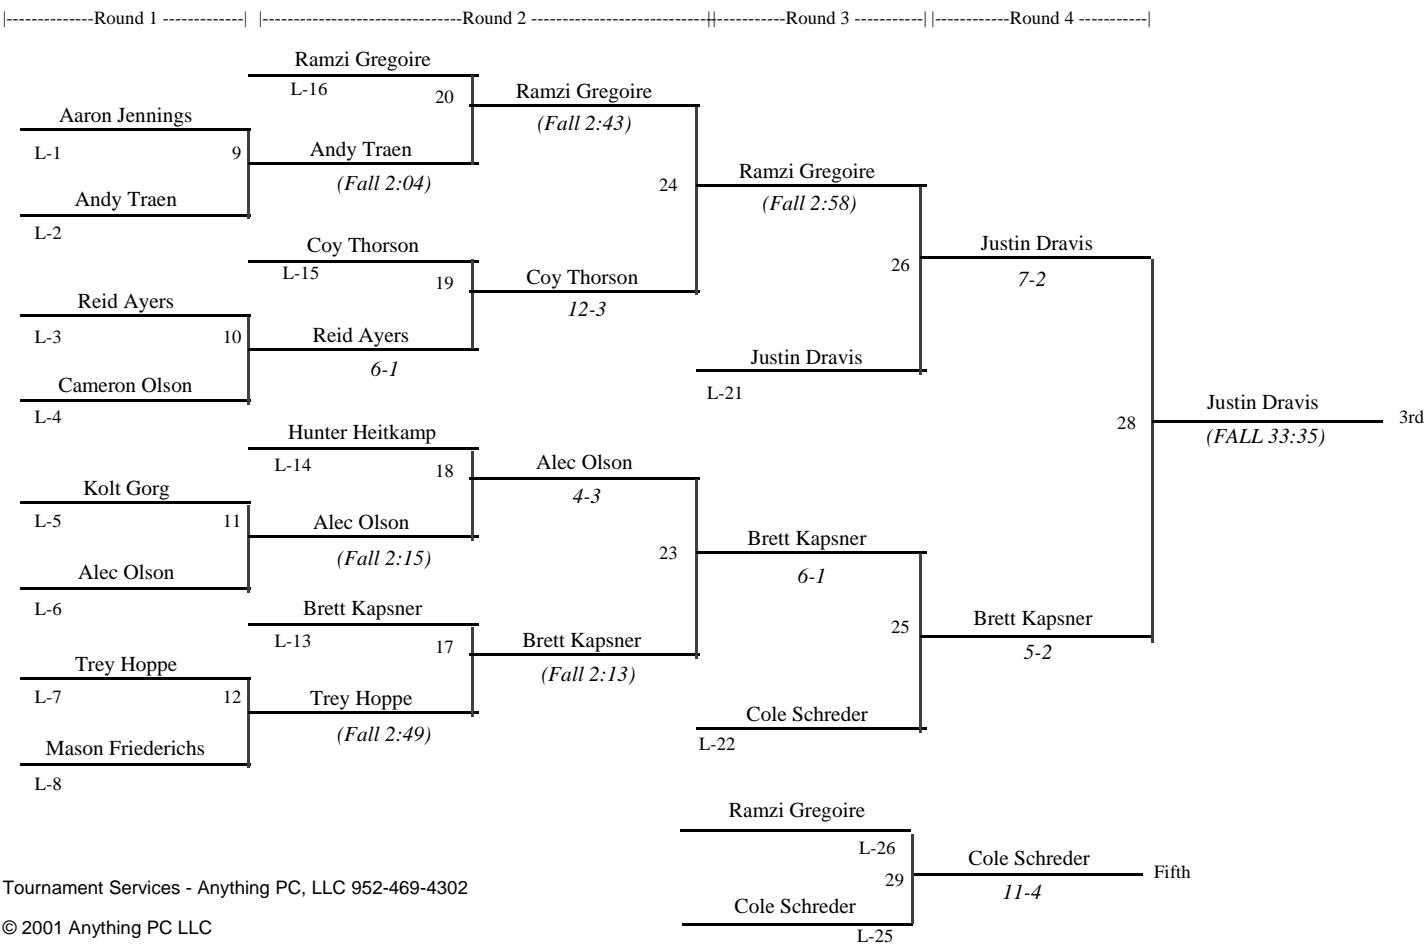 |--------------Round 1 -------------| |--------------------------------Round 2 -----------------------------||------------Round 3 -----------| |------------Round 4 -----------|
Ramzi Gregoire
L-16
20
Ramzi Gregoire
(Fall 2:43)
Aaron Jennings
L-1
9
Andy Traen
(Fall 2:04)
Andy Traen
L-2
24
Ramzi Gregoire
(Fall 2:58)
Coy Thorson
L-15
19
Coy Thorson
12-3
Reid Ayers
L-3
10
Reid Ayers
6-1
Cameron Olson
L-4
26
Justin Dravis
7-2
Justin Dravis
L-21
Hunter Heitkamp
L-14
18
Alec Olson
4-3
Kolt Gorg
L-5
11
Alec Olson
(Fall 2:15)
Alec Olson
L-6
23
Brett Kapsner
6-1
28
Justin Dravis
(FALL 33:35)
3rd
Brett Kapsner
L-13
17
Brett Kapsner
(Fall 2:13)
25
Brett Kapsner
5-2
Trey Hoppe
L-7
12
Trey Hoppe
(Fall 2:49)
Mason Friederichs
L-8
Cole Schreder
L-22
Ramzi Gregoire
L-26
29
Cole Schreder
11-4
Fifth
Cole Schreder
L-25
Tournament Services - Anything PC, LLC 952-469-4302
© 2001 Anything PC LLC